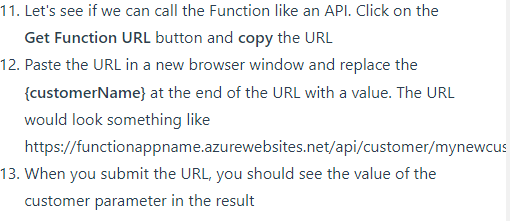 11. Let's see if we can call the Function like an API. Click on the
Get Function URL button and copy the URL
12. Paste the URL in a new browser window and replace the
{customerName} at the end of the URL with a value. The URL
would look something like
https://functionappname.azurewebsites.net/api/customer/mynewcus
13. When you submit the URL, you should see the value of the
customer parameter in the result